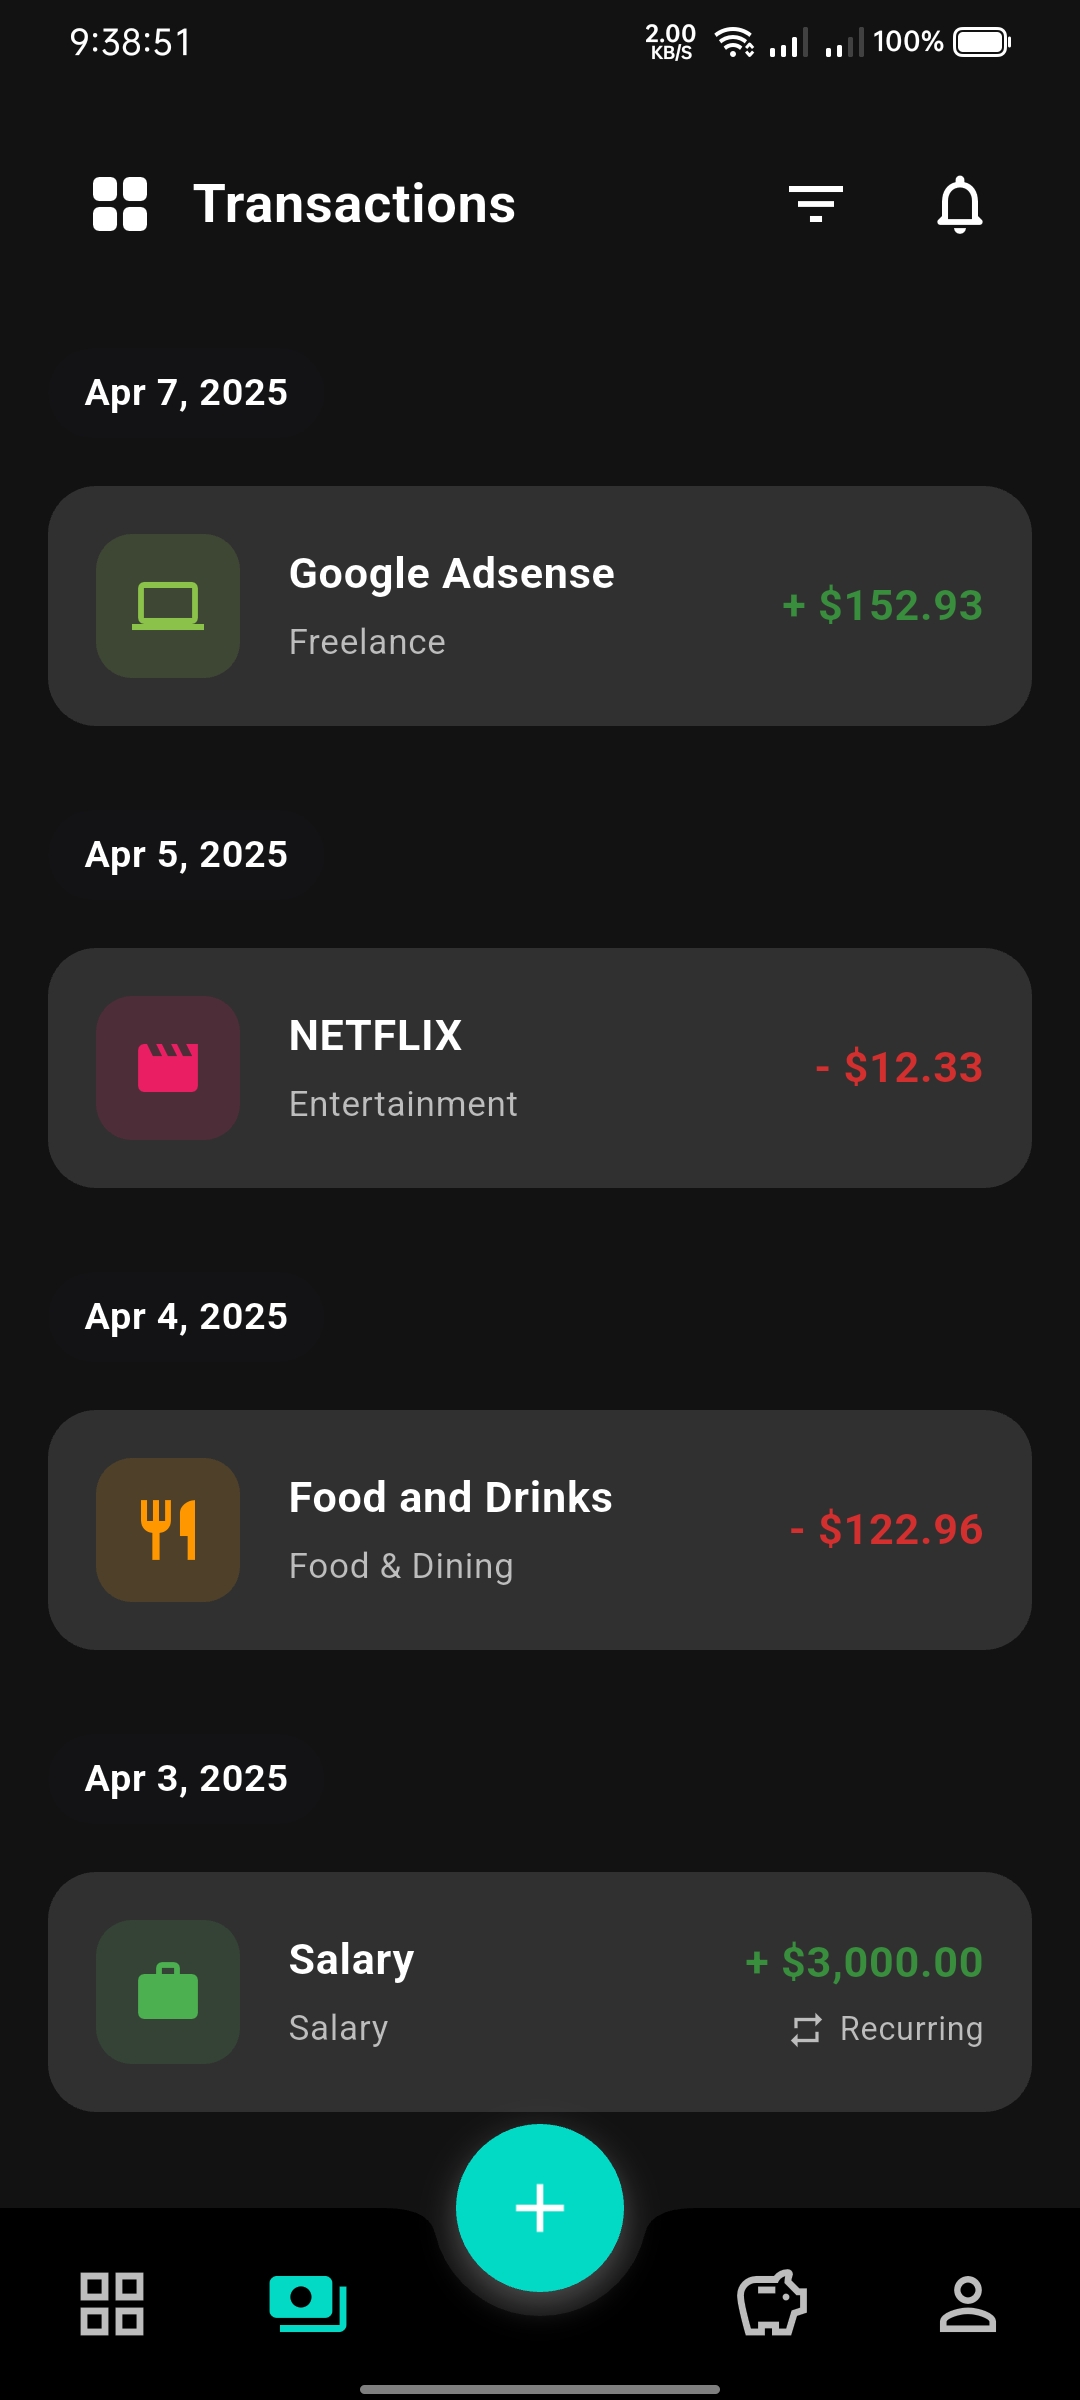 9:38:51 2.00 KB/S 100%
Transactions
Apr 7, 2025
Google Adsense
Freelance
+ $152.93
Apr 5, 2025
NETFLIX
Entertainment
- $12.33
Apr 4, 2025
Food and Drinks
Food & Dining
- $122.96
Apr 3, 2025
Salary
Salary
+ $3,000.00
Recurring